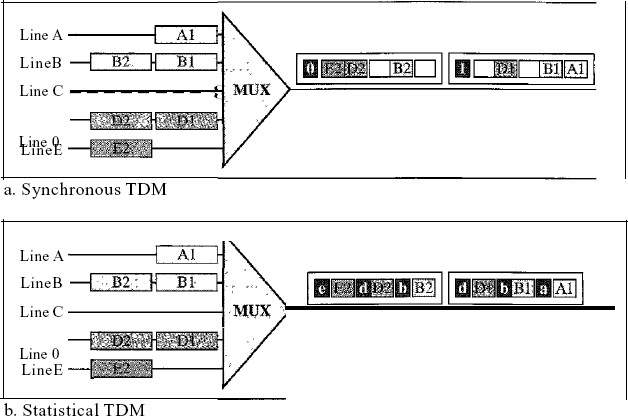 Line A
A1
LineB
B2
B1
Line C
MUX
D2
D1
Line 0
LineE
E2
0 E2 D2 B2
1 D1 B1 A1
a. Synchronous TDM
Line A
A1
LineB
B2
B1
Line C
MUX
D2
D1
Line 0
LineE
E2
e E2 d D2 b B2
d D1 b B1 a A1
b. Statistical TDM